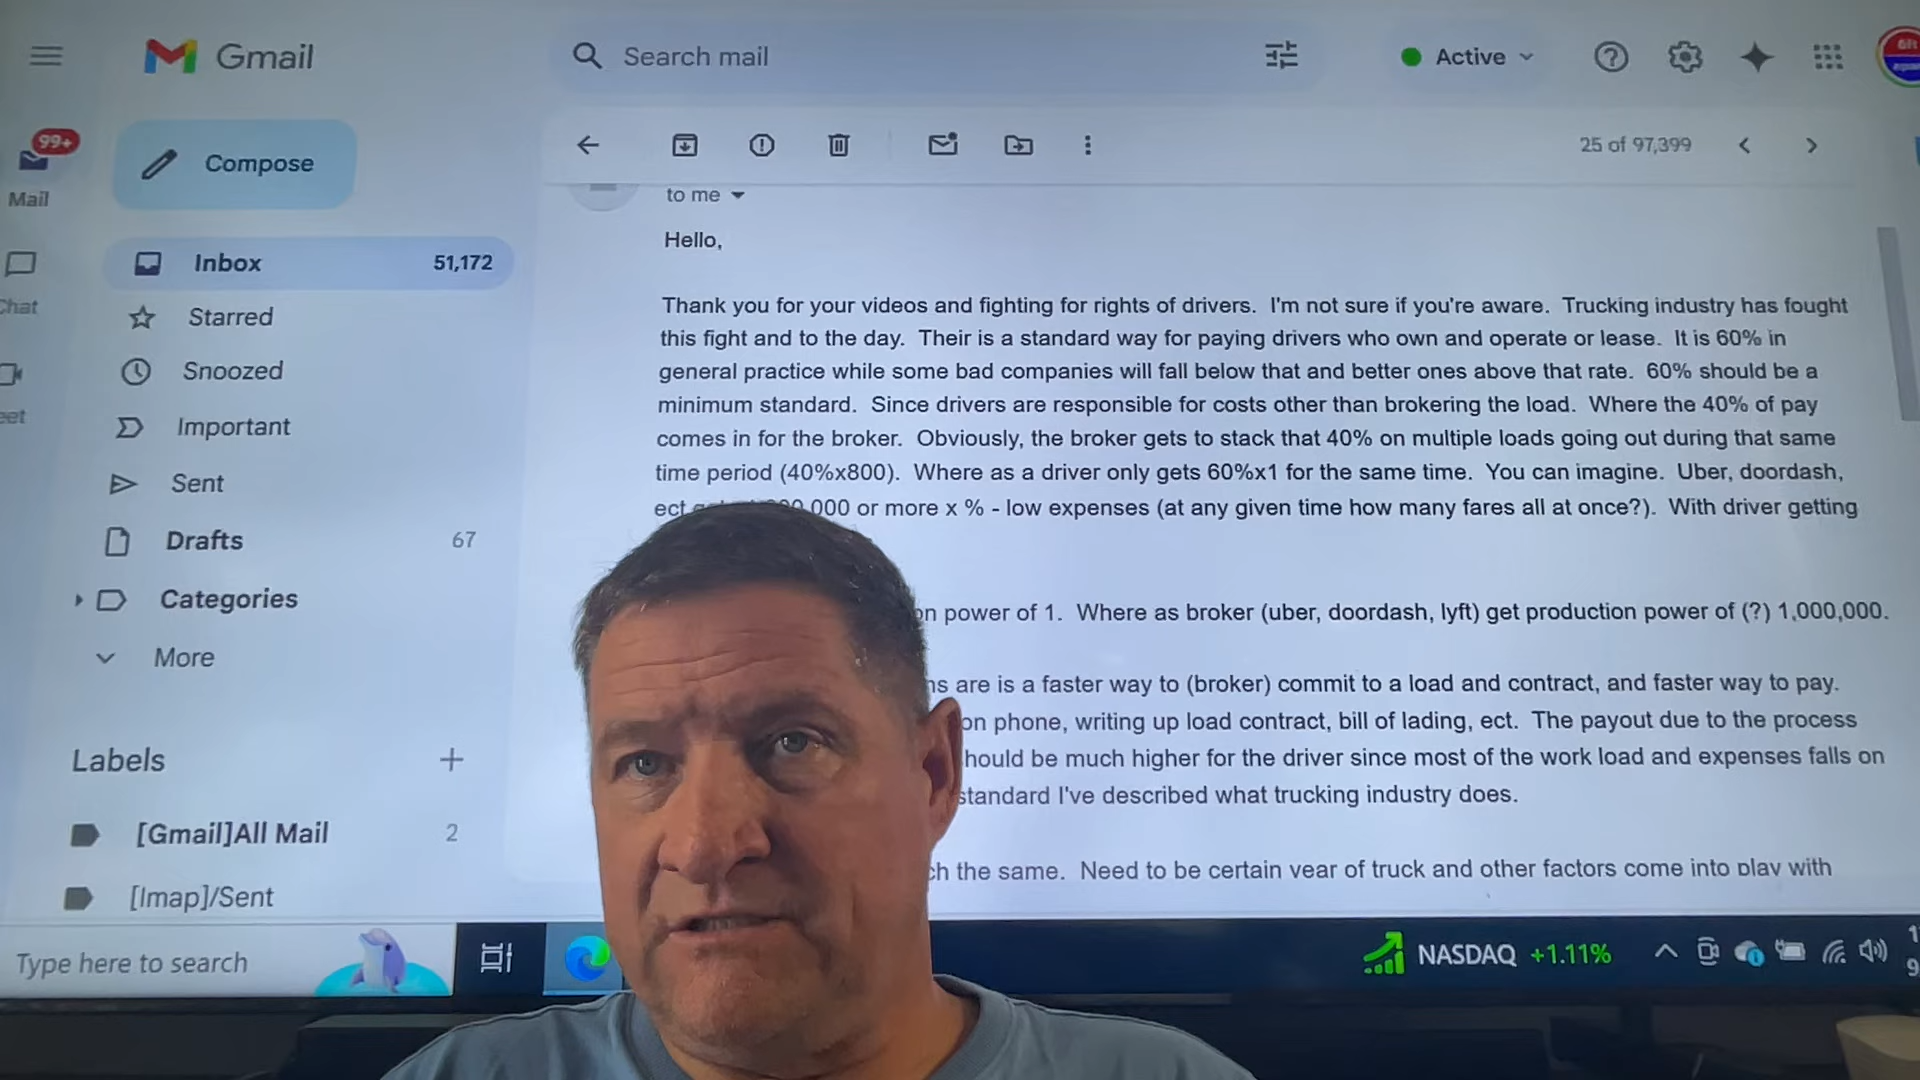 Gmail
Search mail
Active
99+
Mail
Compose
25 of 97,399
Inbox 51,172
Starred
Snoozed
Important
Sent
Drafts 67
Categories
More
Labels
[Gmail]All Mail 2
[Imap]/Sent
to me
Hello,
Thank you for your videos and fighting for rights of drivers. I'm not sure if you're aware. Trucking industry has fought
this fight and to the day. Their is a standard way for paying drivers who own and operate or lease. It is 60% in
general practice while some bad companies will fall below that and better ones above that rate. 60% should be a
minimum standard. Since drivers are responsible for costs other than brokering the load. Where the 40% of pay
comes in for the broker. Obviously, the broker gets to stack that 40% on multiple loads going out during that same
time period (40%x800). Where as a driver only gets 60%x1 for the same time. You can imagine. Uber, doordash,
ect 000 or more x % - low expenses (at any given time how many fares all at once?). With driver getting
power of 1. Where as broker (uber, doordash, lyft) get production power of (?) 1,000,000.
are is a faster way to (broker) commit to a load and contract, and faster way to pay.
on phone, writing up load contract, bill of lading, ect. The payout due to the process
hould be much higher for the driver since most of the work load and expenses falls on
standard I've described what trucking industry does.
the same. Need to be certain year of truck and other factors come into play with
Type here to search
NASDAQ +1.11%